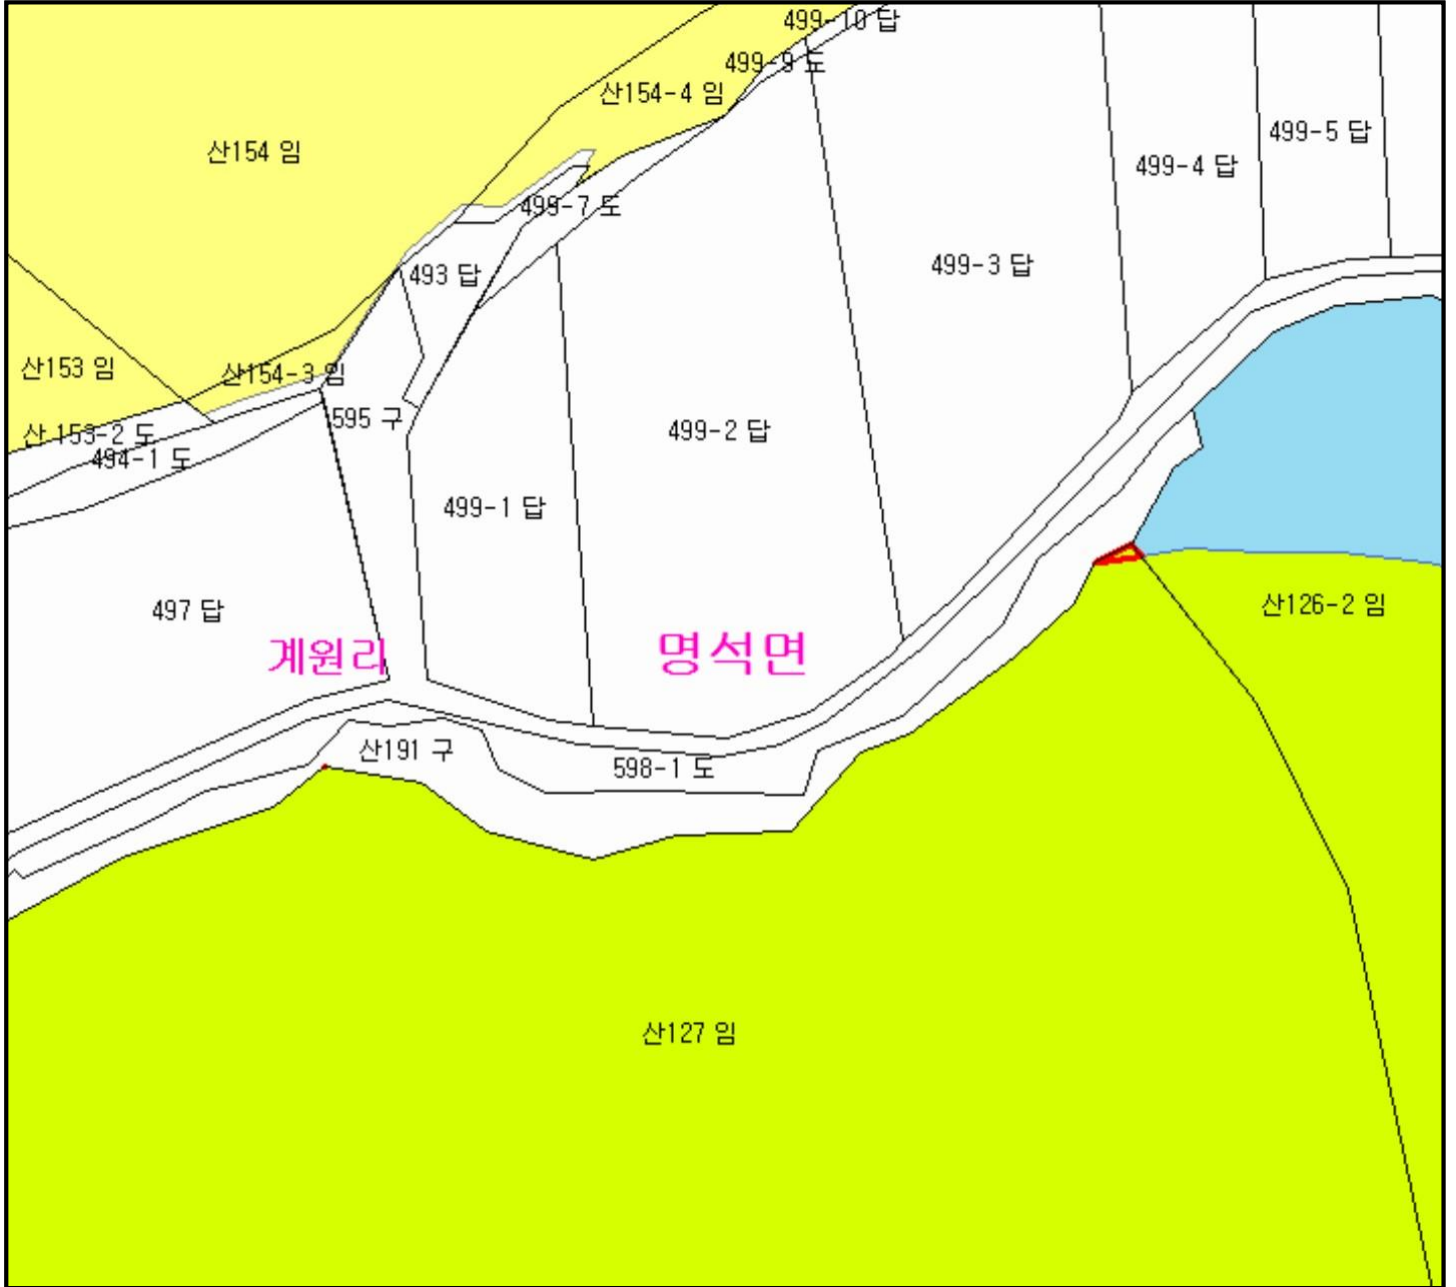 499-10 답
499-9 도
산154-4 임
499-5 답
산154 임
499-4 답
499-7 도
499-3 답
493 답
산153 임
산154-3 임
595 구
499-2 답
산 153-2 도
494-1 도
499-1 답
산126-2 임
497 답
계원리
명석면
산191 구
598-1 도
산127 임